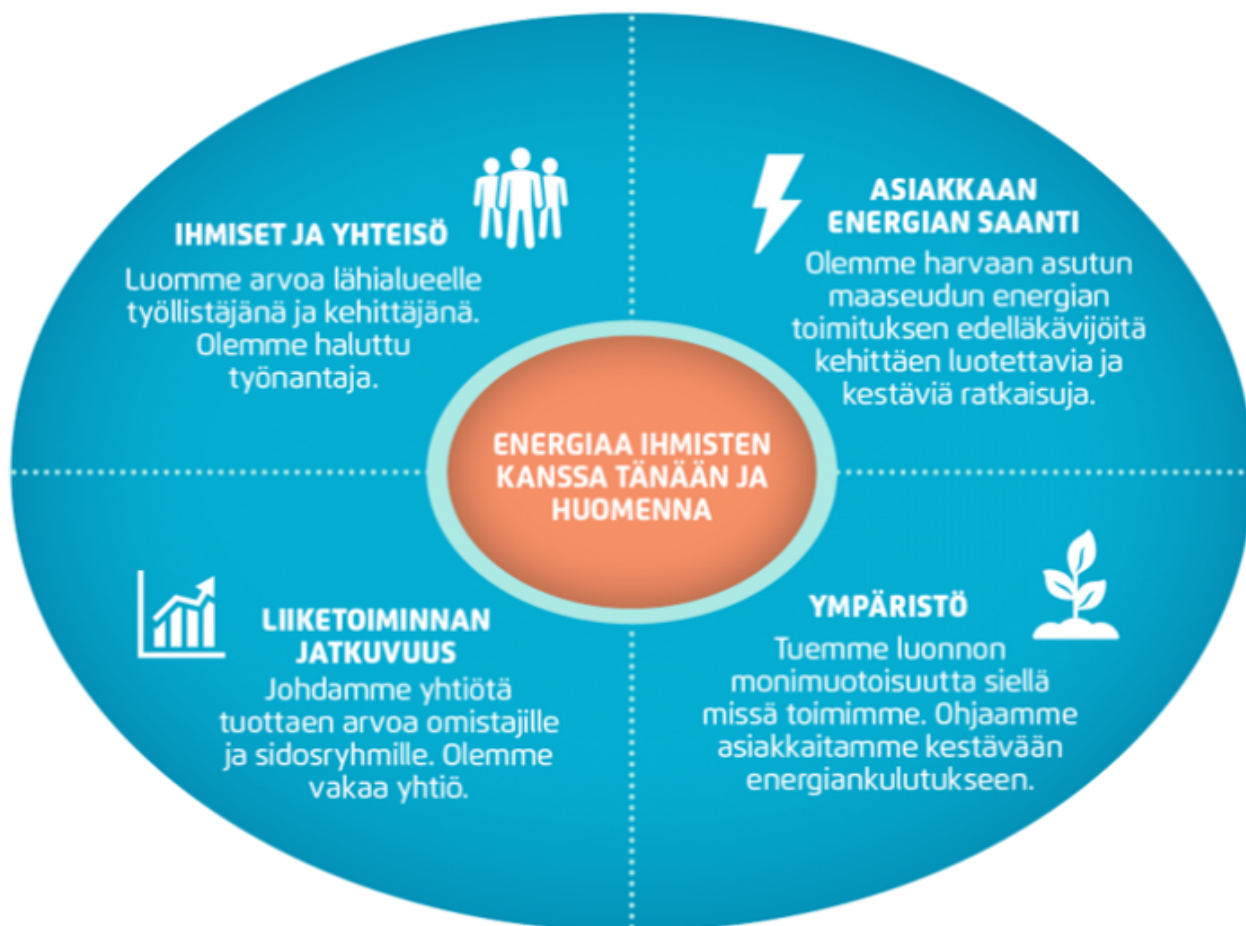 IHMISET JA YHTEISÖ
Luomme arvoa lähialueelle
työllistäjänä ja kehittäjänä.
Olemme haluttu
työnantaja.
ASIAKKAAN
ENERGIAN SAANTI
Olemme harvaan asutun
maaseudun energian
toimituksen edelläkävijöitä
kehittäen luotettavia ja
kestäviä ratkaisuja.
ENERGIAA IHMISTEN
KANSSA TÄNÄÄN JA
HUOMENNA
LIIKETOIMINNAN
JATKUVUUS
Johdamme yhtiötä
tuottaen arvoa omistajille
ja sidosryhmille. Olemme
vakaa yhtiö.
YMPÄRISTÖ
Tuemme luonnon
monimuotoisuutta siellä
missä toimimme. Ohjaamme
asiakkaitamme kestävään
energiankulutukseen.